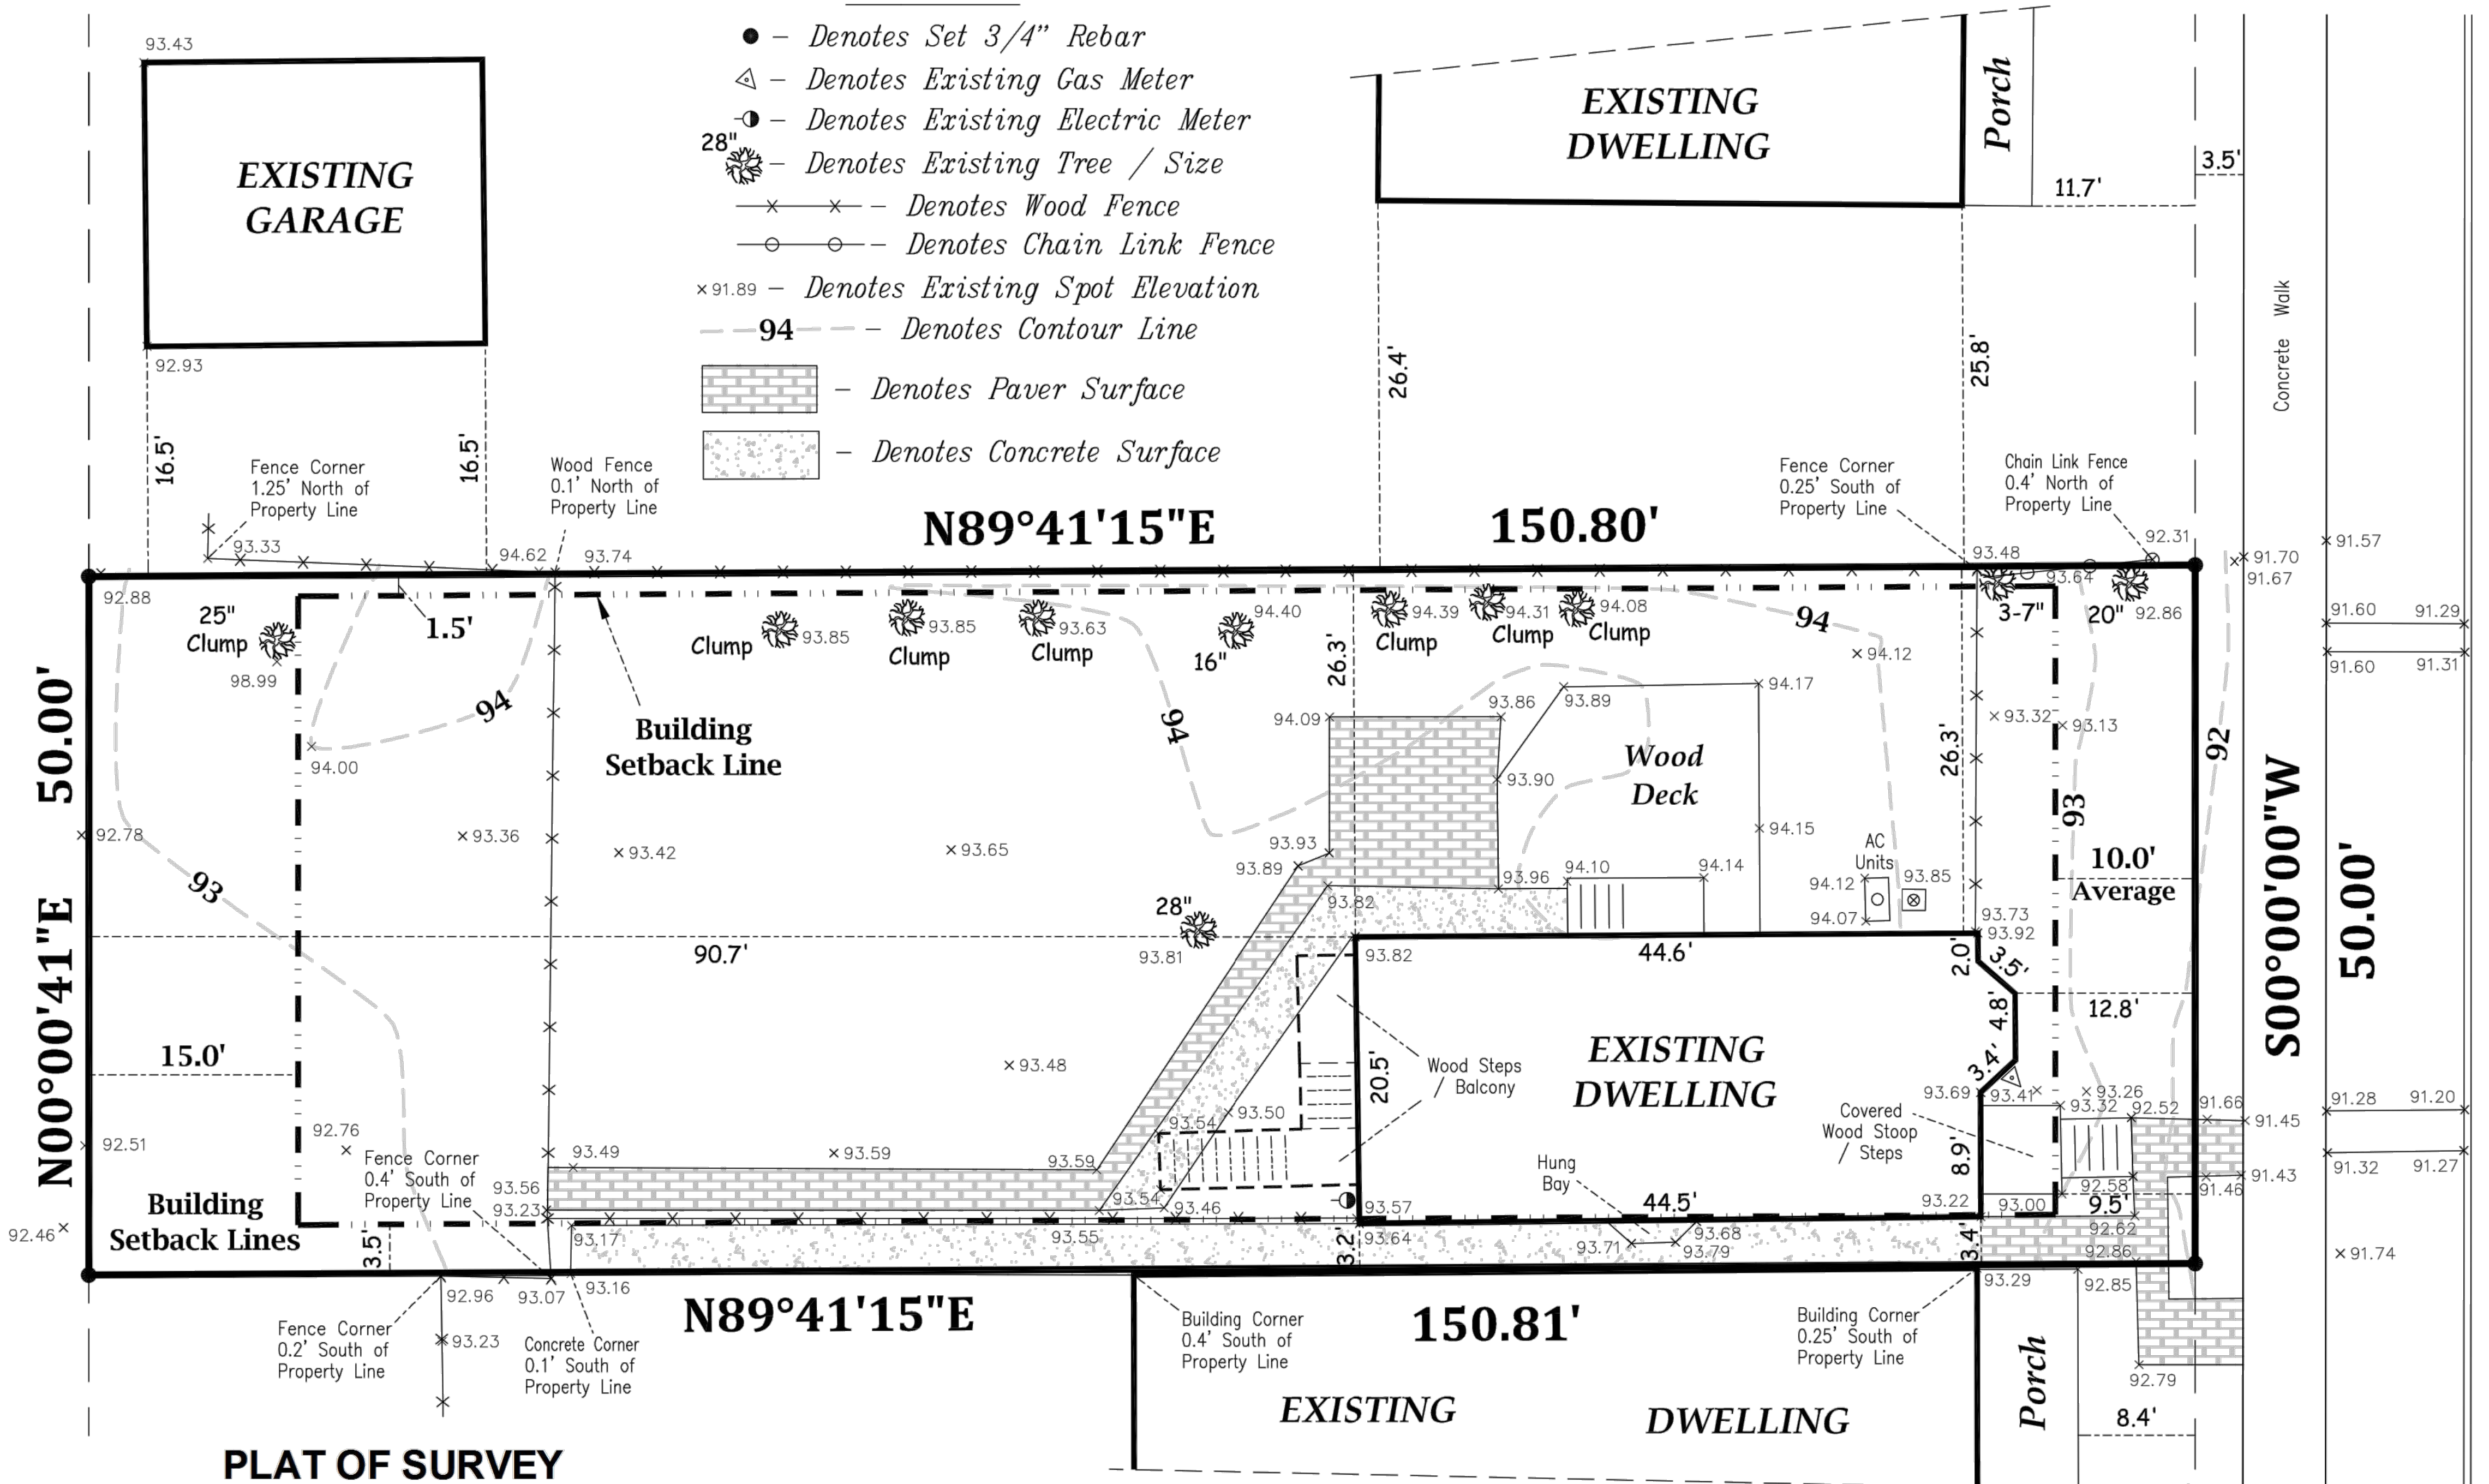 ● – Denotes Set 3/4" Rebar
– Denotes Existing Gas Meter
– Denotes Existing Electric Meter
28"
– Denotes Existing Tree / Size
– Denotes Wood Fence
– Denotes Chain Link Fence
× 91.89 – Denotes Existing Spot Elevation
94 – Denotes Contour Line
– Denotes Paver Surface
– Denotes Concrete Surface
93.43
EXISTING
GARAGE
92.93
16.5'
16.5'
EXISTING
DWELLING
Porch
11.7'
3.5'
26.4'
25.8'
Concrete Walk
Fence Corner
1.25' North of
Property Line
Wood Fence
0.1' North of
Property Line
N89°41'15"E
150.80'
Fence Corner
0.25' South of
Property Line
Chain Link Fence
0.4' North of
Property Line
93.33
94.62
93.74
93.48
92.31
91.70
91.67
91.57
92.88
25"
Clump
98.99
1.5'
94
94.00
Building
Setback Line
Clump
93.85
93.85
Clump
93.63
Clump
94.40
16"
94.39
Clump
94.31
Clump
94.08
Clump
94
94.12
93.64
3-7"
20"
92.86
91.60
91.29
91.60
91.31
50.00'
N00°00'41"E
92.78
93
93.36
93.42
93.65
94
26.3'
94.09
93.86
93.89
94.17
Wood
Deck
93.90
94.15
93.93
93.89
93.96
94.10
94.14
93.82
AC
Units
94.12
94.07
93.85
26.3'
93.32
93.13
93
92
10.0'
Average
93.73
93.92
S00°00'00"W
50.00'
28"
93.81
90.7'
93.82
44.6'
2.0'
3.5'
4.8'
3.4'
12.8'
15.0'
93.48
EXISTING
DWELLING
20.5'
Wood Steps
/ Balcony
93.50
93.54
Covered
Wood Stoop
/ Steps
93.69
93.41
93.26
93.32
92.52
91.66
91.45
91.28
91.20
8.9'
92.58
91.46
91.43
91.32
91.27
92.51
92.76
Fence Corner
0.4' South of
Property Line
93.49
93.59
93.59
93.56
93.23
93.54
93.46
93.57
Hung
Bay
44.5'
93.22
93.00
9.5'
92.62
92.86
92.46
Building
Setback Lines
3.5'
93.17
93.55
3.2'
93.64
93.71
93.68
93.79
3.4'
91.74
92.96
93.07
93.16
93.29
92.85
93.23
Fence Corner
0.2' South of
Property Line
Concrete Corner
0.1' South of
Property Line
N89°41'15"E
Building Corner
0.4' South of
Property Line
150.81'
Building Corner
0.25' South of
Property Line
EXISTING DWELLING
Porch
92.79
8.4'
PLAT OF SURVEY